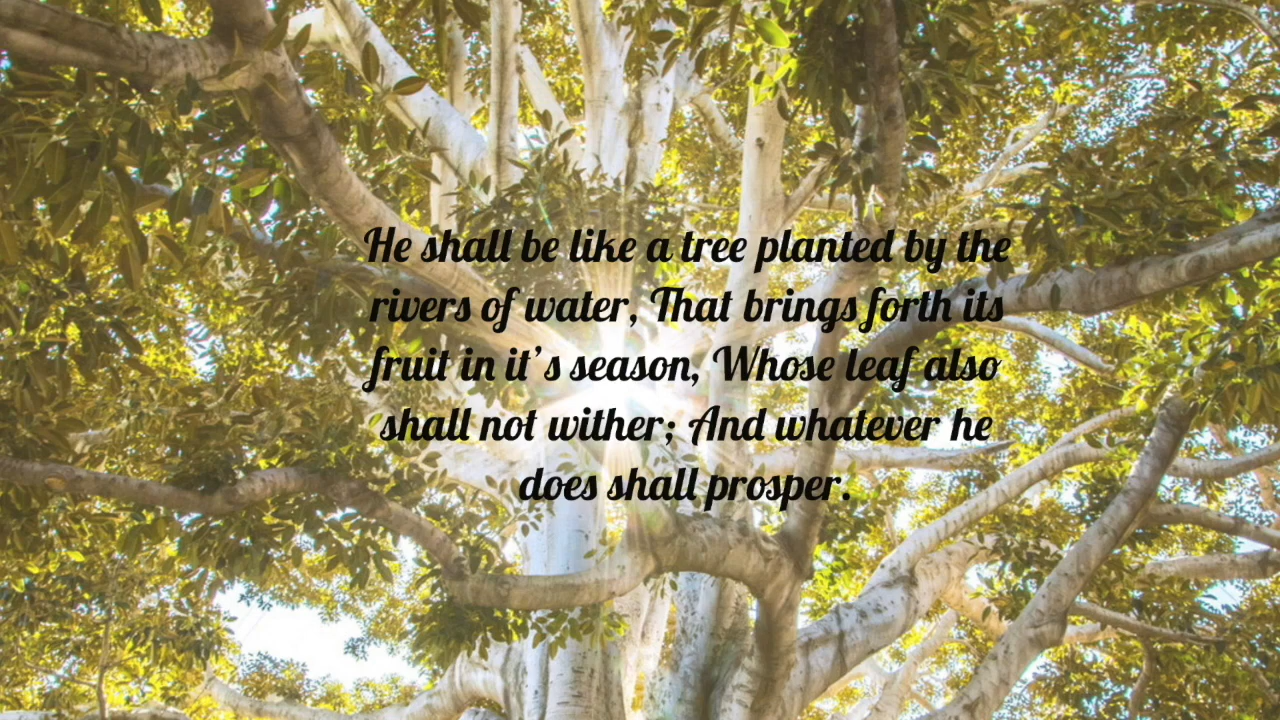 He shall be like a tree planted by the
rivers of water, That brings forth its
fruit in it’s season, Whose leaf also
shall not wither; And whatever he
does shall prosper.